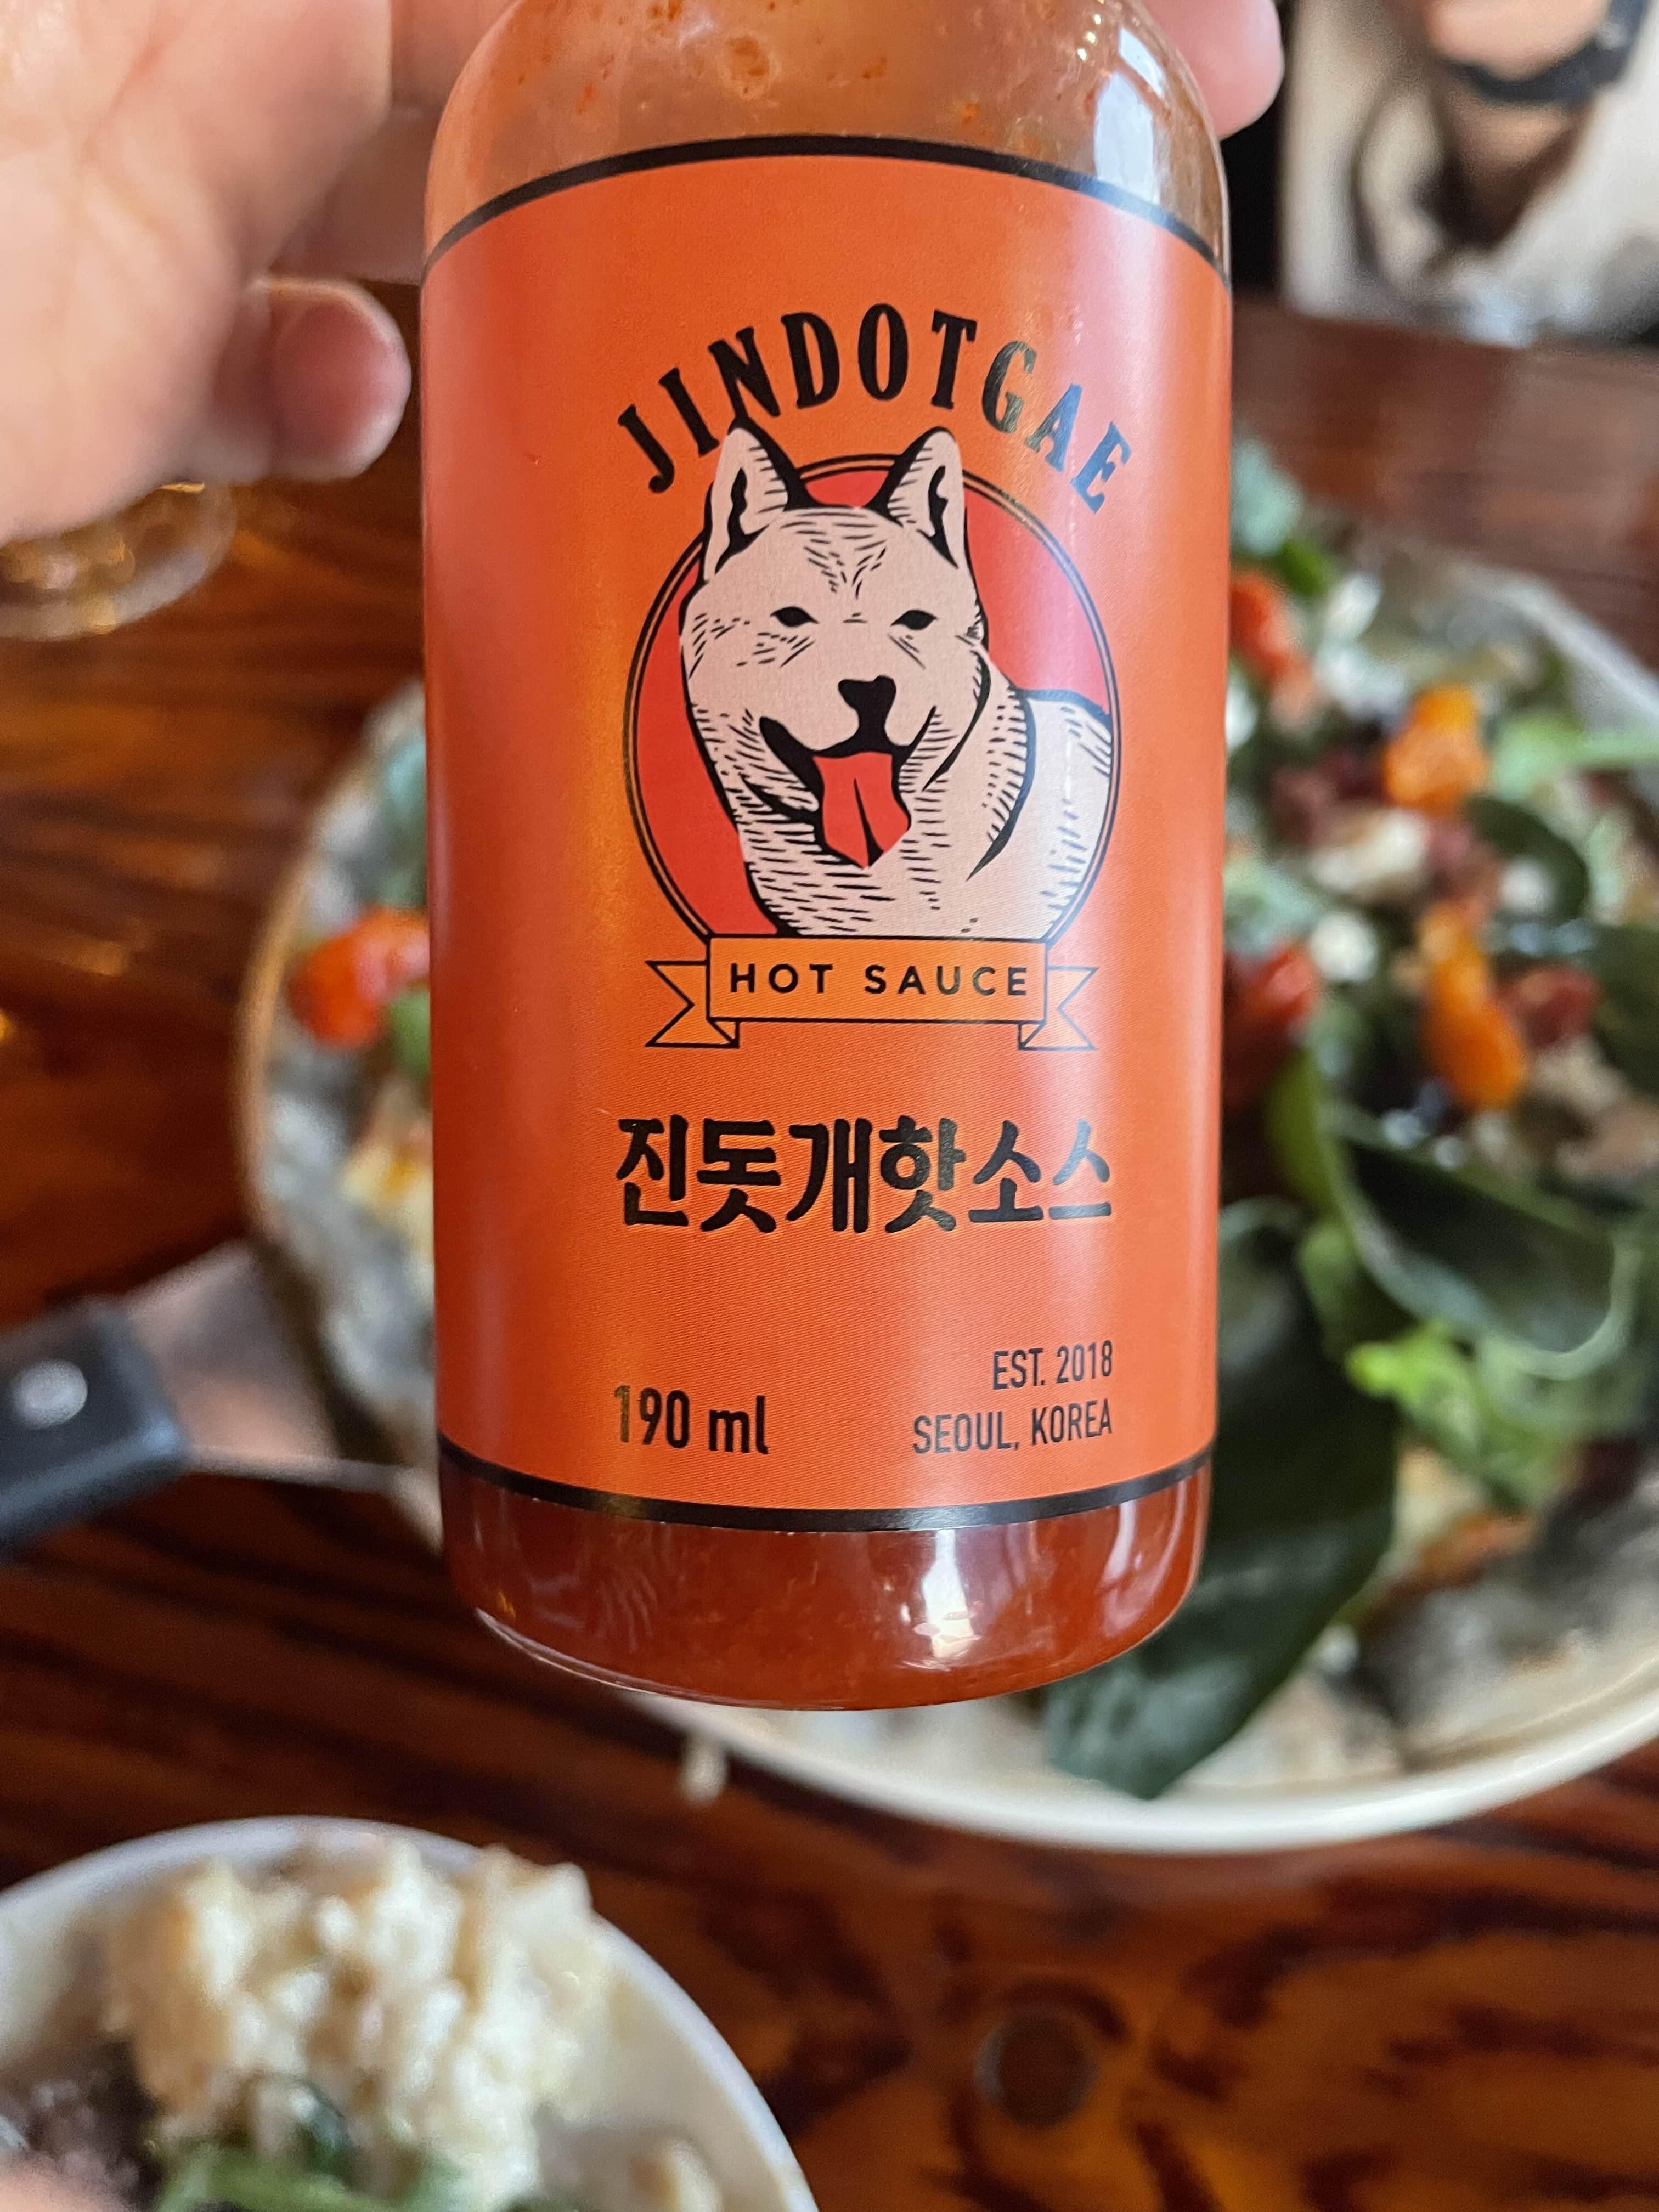 JINDOTGAE
HOT SAUCE
진돗개핫소스
190 ml
EST. 2018
SEOUL, KOREA